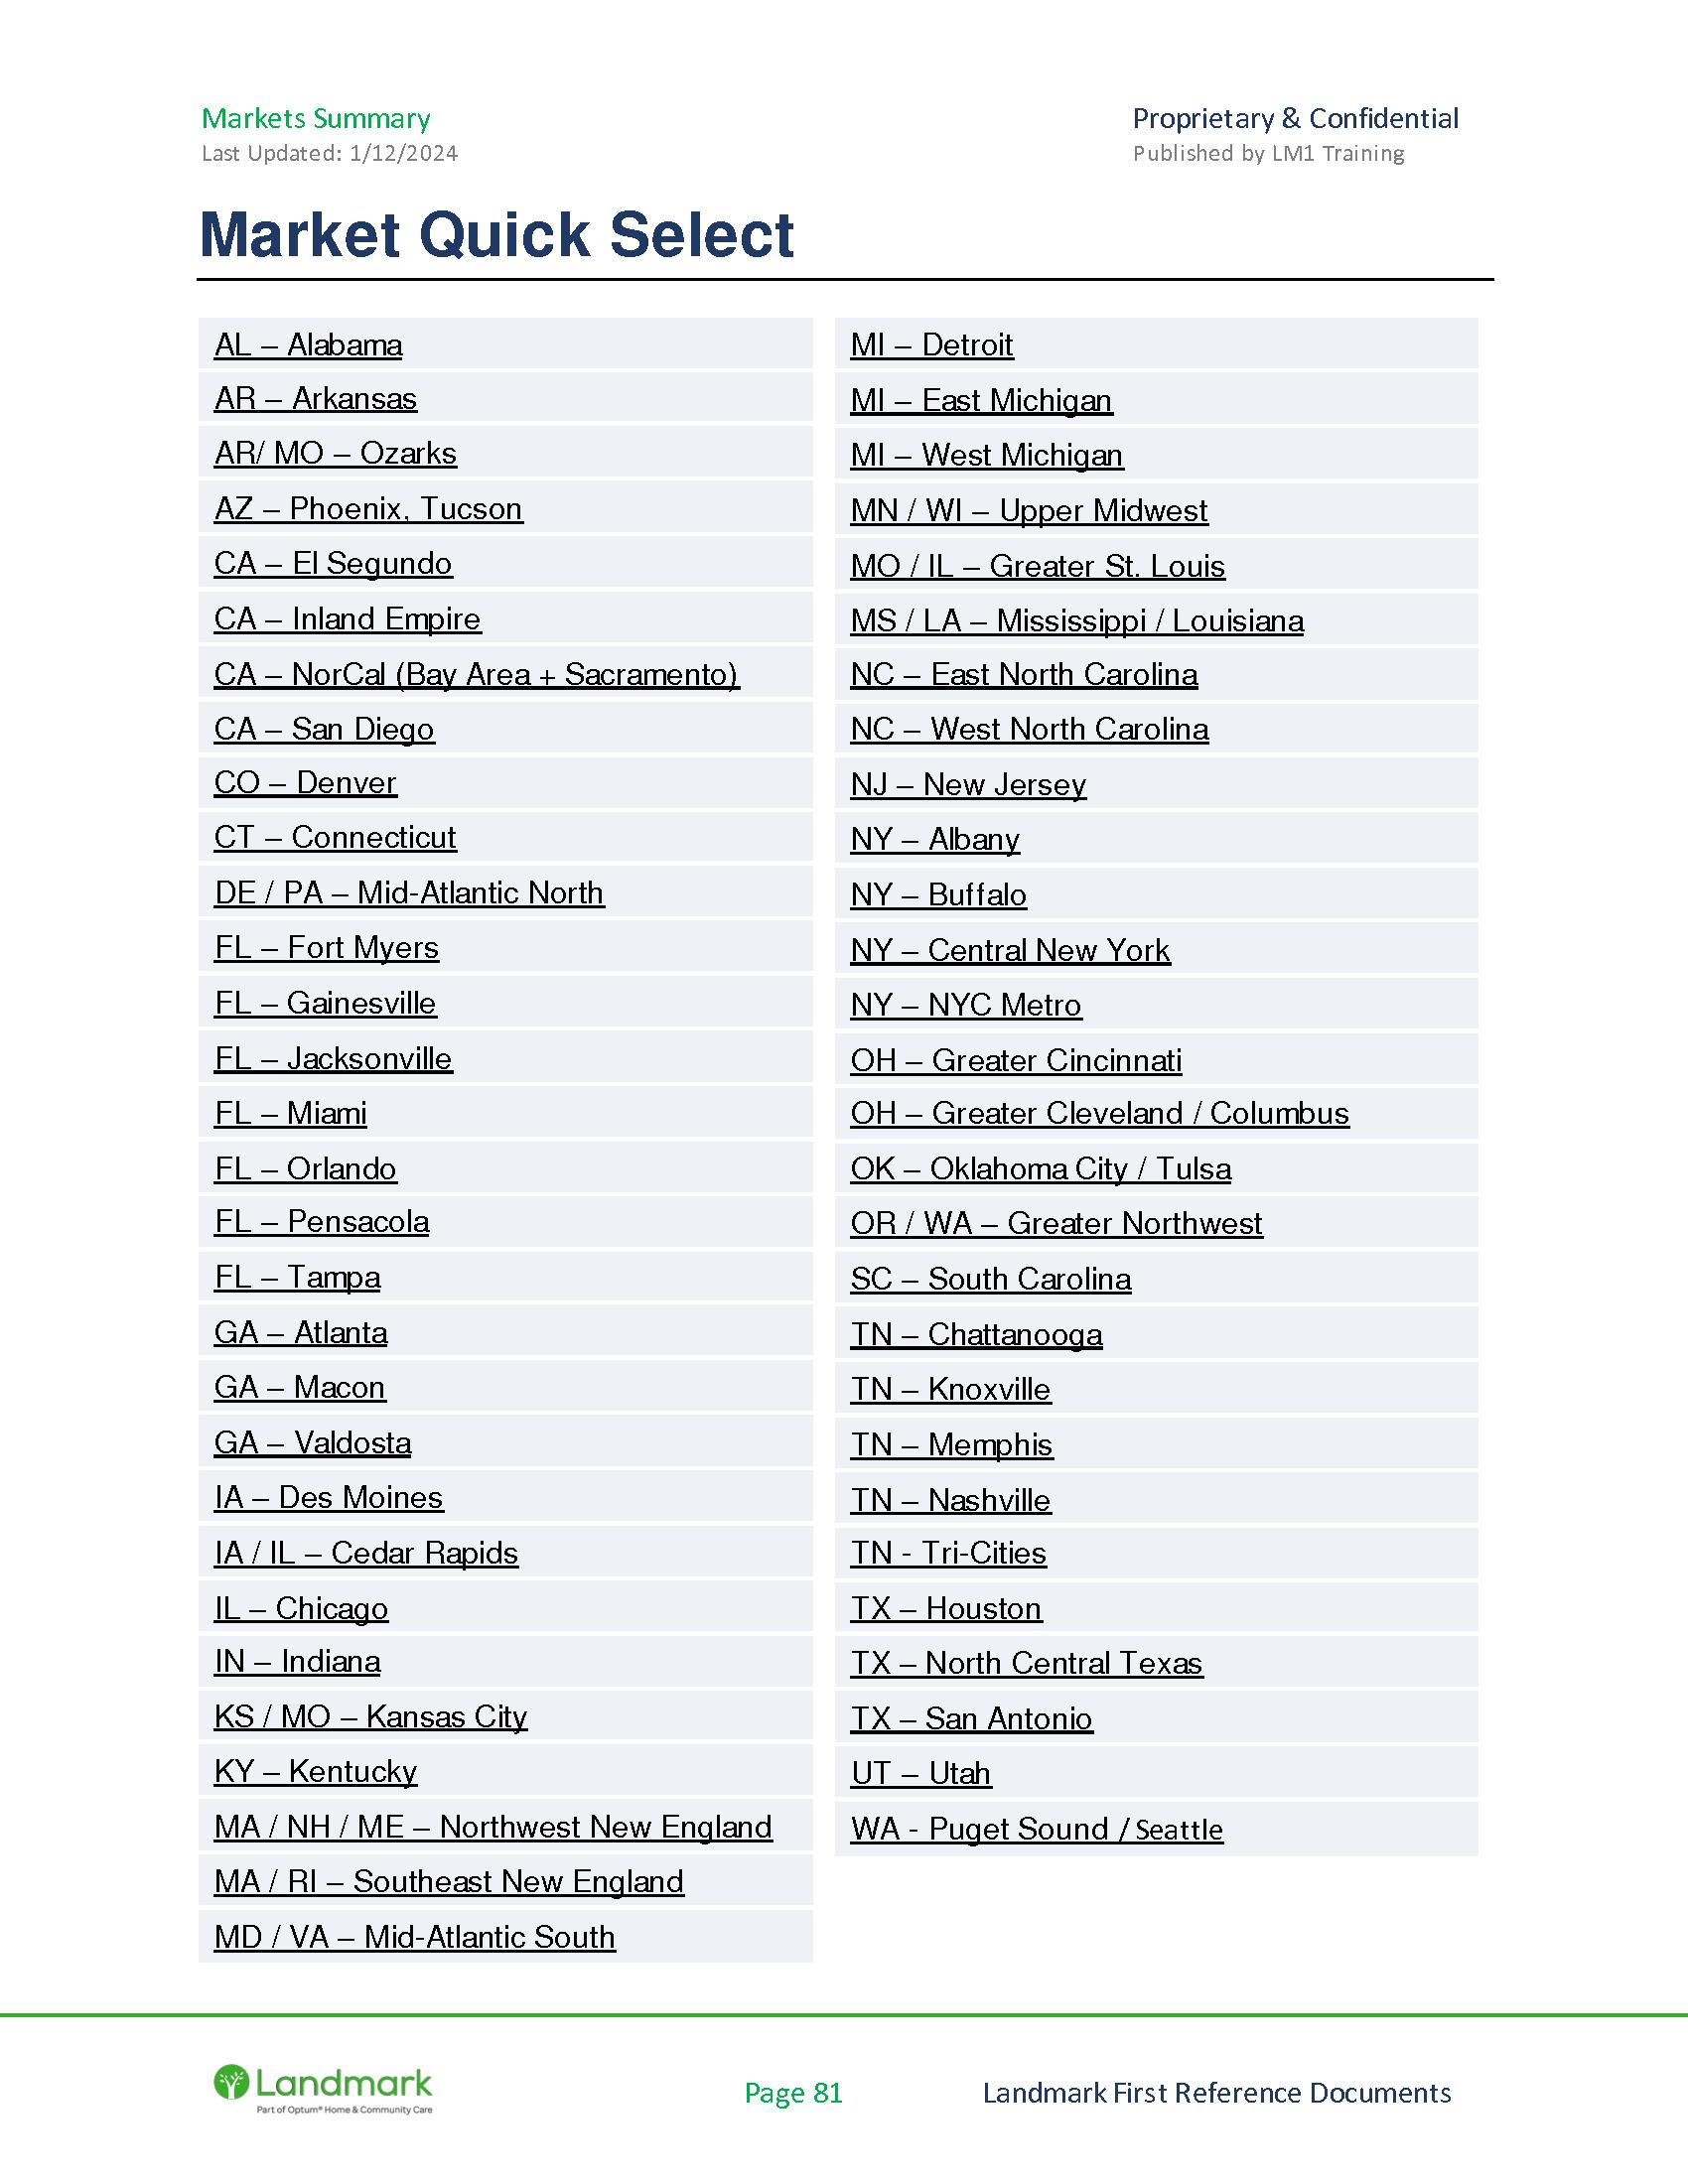 Markets Summary
Last Updated: 1/12/2024
Proprietary & Confidential
Published by LM1 Training
Market Quick Select
AL – Alabama
AR – Arkansas
AR/ MO – Ozarks
AZ – Phoenix, Tucson
CA – El Segundo
CA – Inland Empire
CA – NorCal (Bay Area + Sacramento)
CA – San Diego
CO – Denver
CT – Connecticut
DE / PA – Mid-Atlantic North
FL – Fort Myers
FL – Gainesville
FL – Jacksonville
FL – Miami
FL – Orlando
FL – Pensacola
FL – Tampa
GA – Atlanta
GA – Macon
GA – Valdosta
IA – Des Moines
IA / IL – Cedar Rapids
IL – Chicago
IN – Indiana
KS / MO – Kansas City
KY – Kentucky
MA / NH / ME – Northwest New England
MA / RI – Southeast New England
MD / VA – Mid-Atlantic South
MI – Detroit
MI – East Michigan
MI – West Michigan
MN / WI – Upper Midwest
MO / IL – Greater St. Louis
MS / LA – Mississippi / Louisiana
NC – East North Carolina
NC – West North Carolina
NJ – New Jersey
NY – Albany
NY – Buffalo
NY – Central New York
NY – NYC Metro
OH – Greater Cincinnati
OH – Greater Cleveland / Columbus
OK – Oklahoma City / Tulsa
OR / WA – Greater Northwest
SC – South Carolina
TN – Chattanooga
TN – Knoxville
TN – Memphis
TN – Nashville
TN - Tri-Cities
TX – Houston
TX – North Central Texas
TX – San Antonio
UT – Utah
WA - Puget Sound / Seattle
Landmark
Part of Optum® Home & Community Care
Page 81
Landmark First Reference Documents